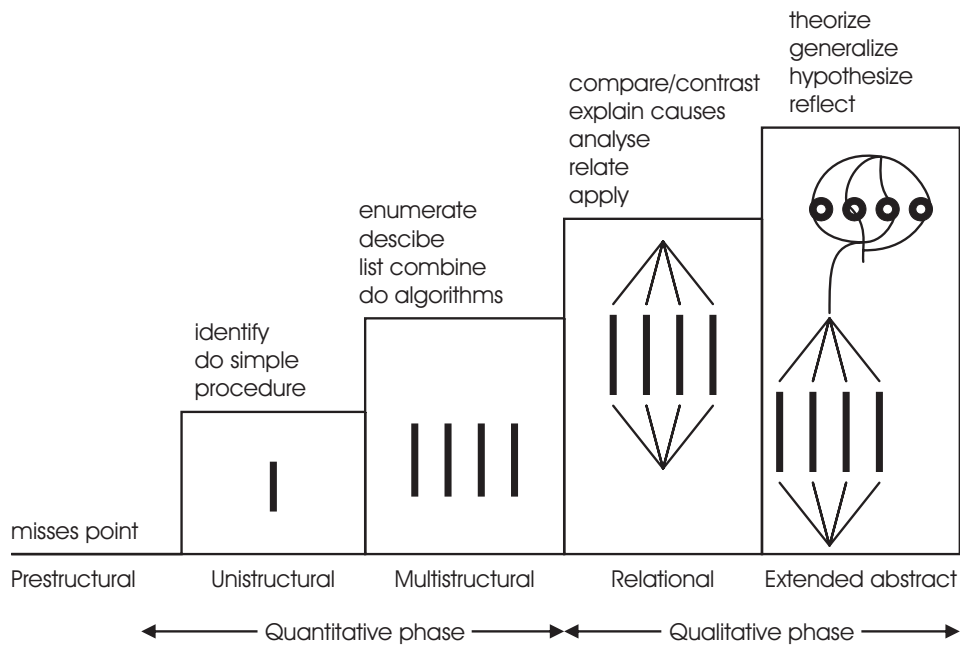 theorize
generalize
hypothesize
reflect
compare/contrast
explain causes
analyse
relate
apply
enumerate
descibe
list combine
do algorithms
identify
do simple
procedure
misses point
Prestructural
Unistructural
Multistructural
Relational
Extended abstract
Quantitative phase
Qualitative phase